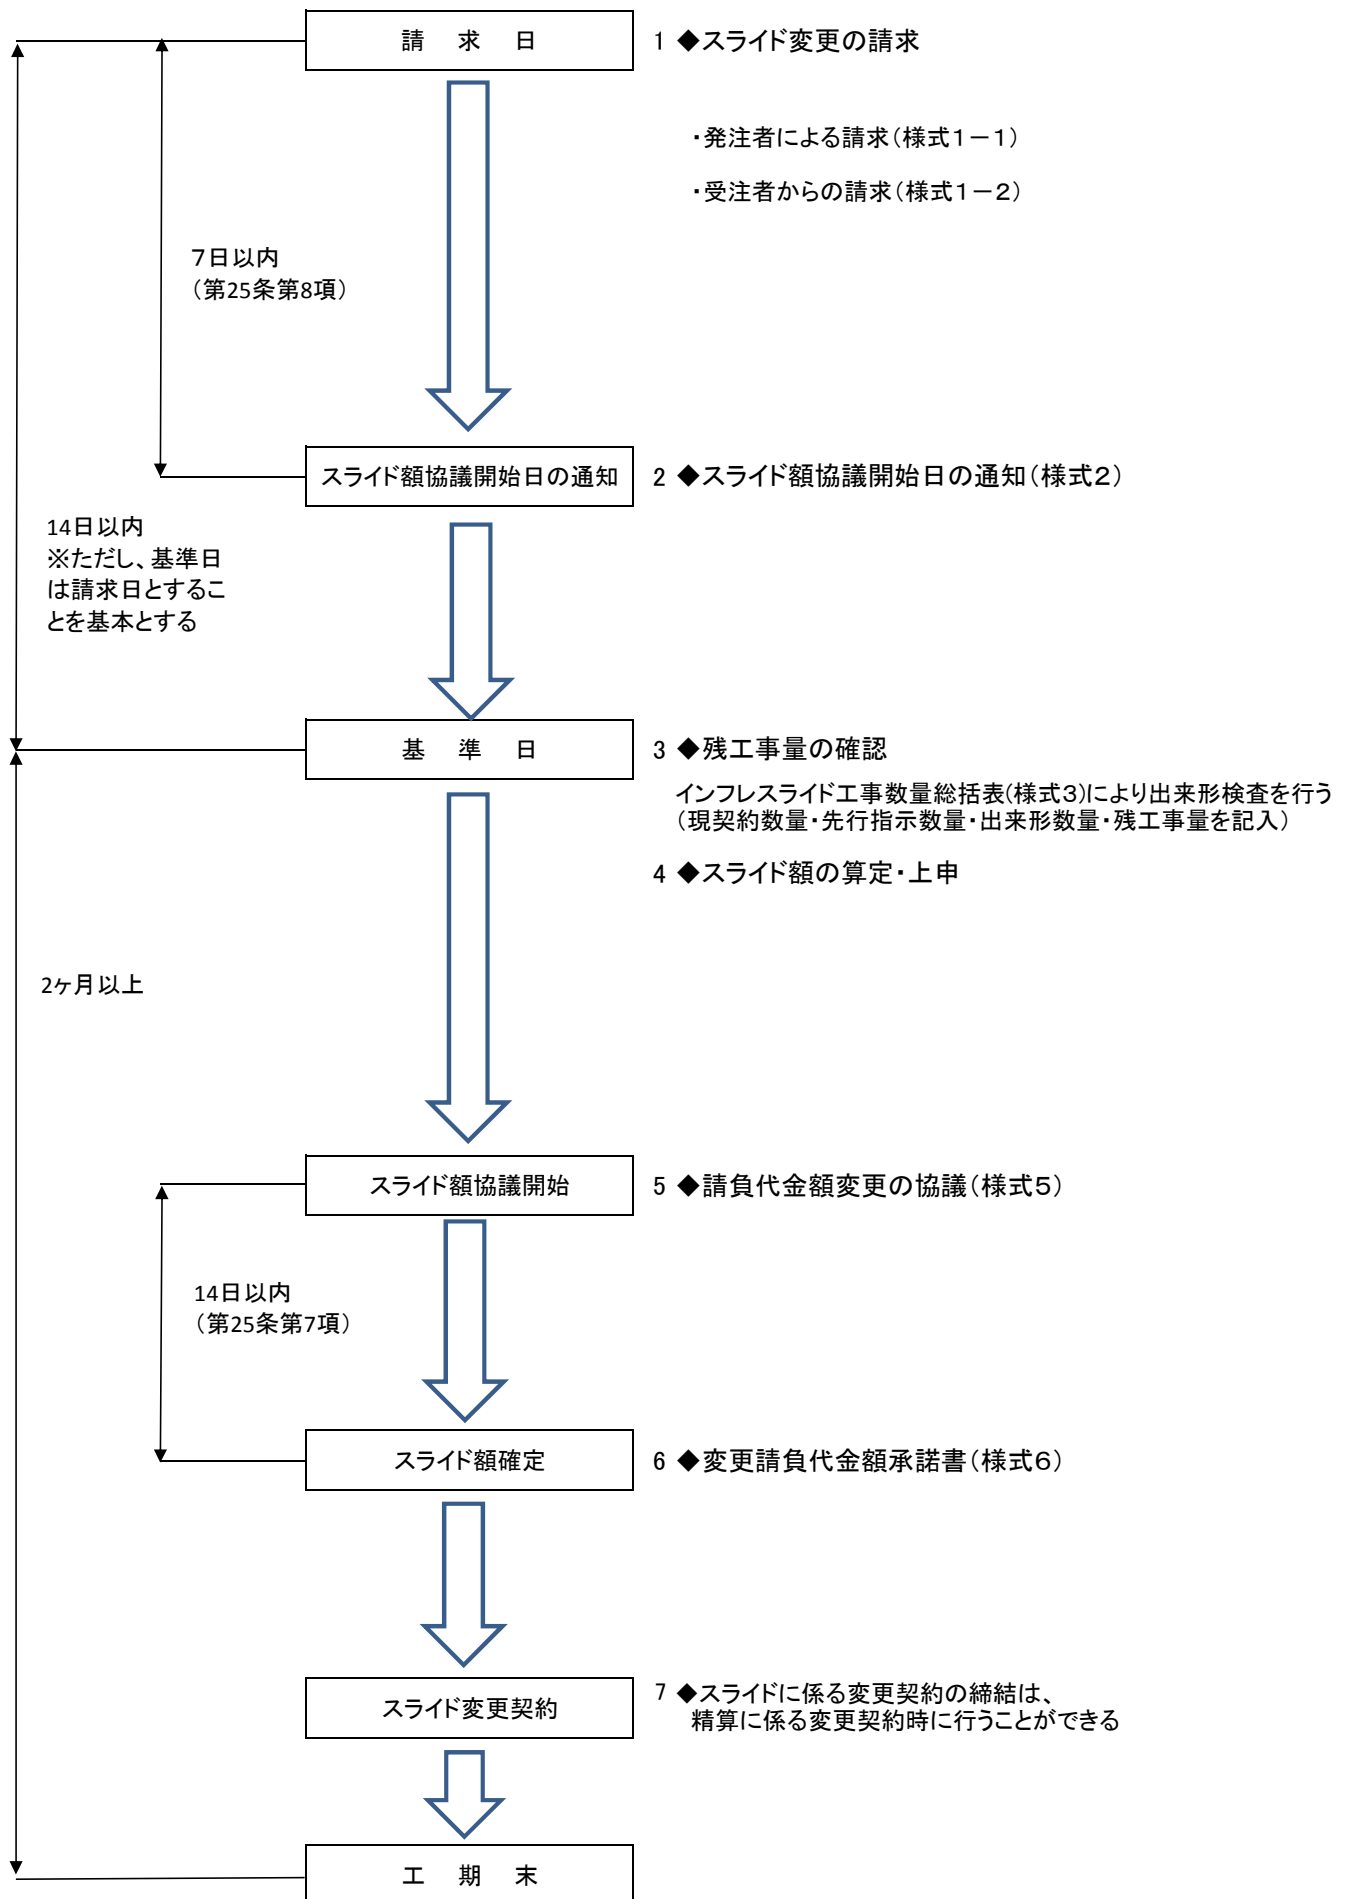 請　求　日
1 ◆スライド変更の請求
・発注者による請求（様式１－１）
・受注者からの請求（様式１－２）
７日以内
（第25条第8項）
スライド額協議開始日の通知
2 ◆スライド額協議開始日の通知（様式２）
14日以内
※ただし、基準日
は請求日とするこ
とを基本とする
基　準　日
3 ◆残工事量の確認
インフレスライド工事数量総括表(様式３)により出来形検査を行う
（現契約数量・先行指示数量・出来形数量・残工事量を記入）
4 ◆スライド額の算定・上申
2ヶ月以上
スライド額協議開始
5 ◆請負代金額変更の協議（様式５）
14日以内
（第25条第7項）
スライド額確定
6 ◆変更請負代金額承諾書（様式６）
スライド変更契約
7 ◆スライドに係る変更契約の締結は、
精算に係る変更契約時に行うことができる
工　期　末